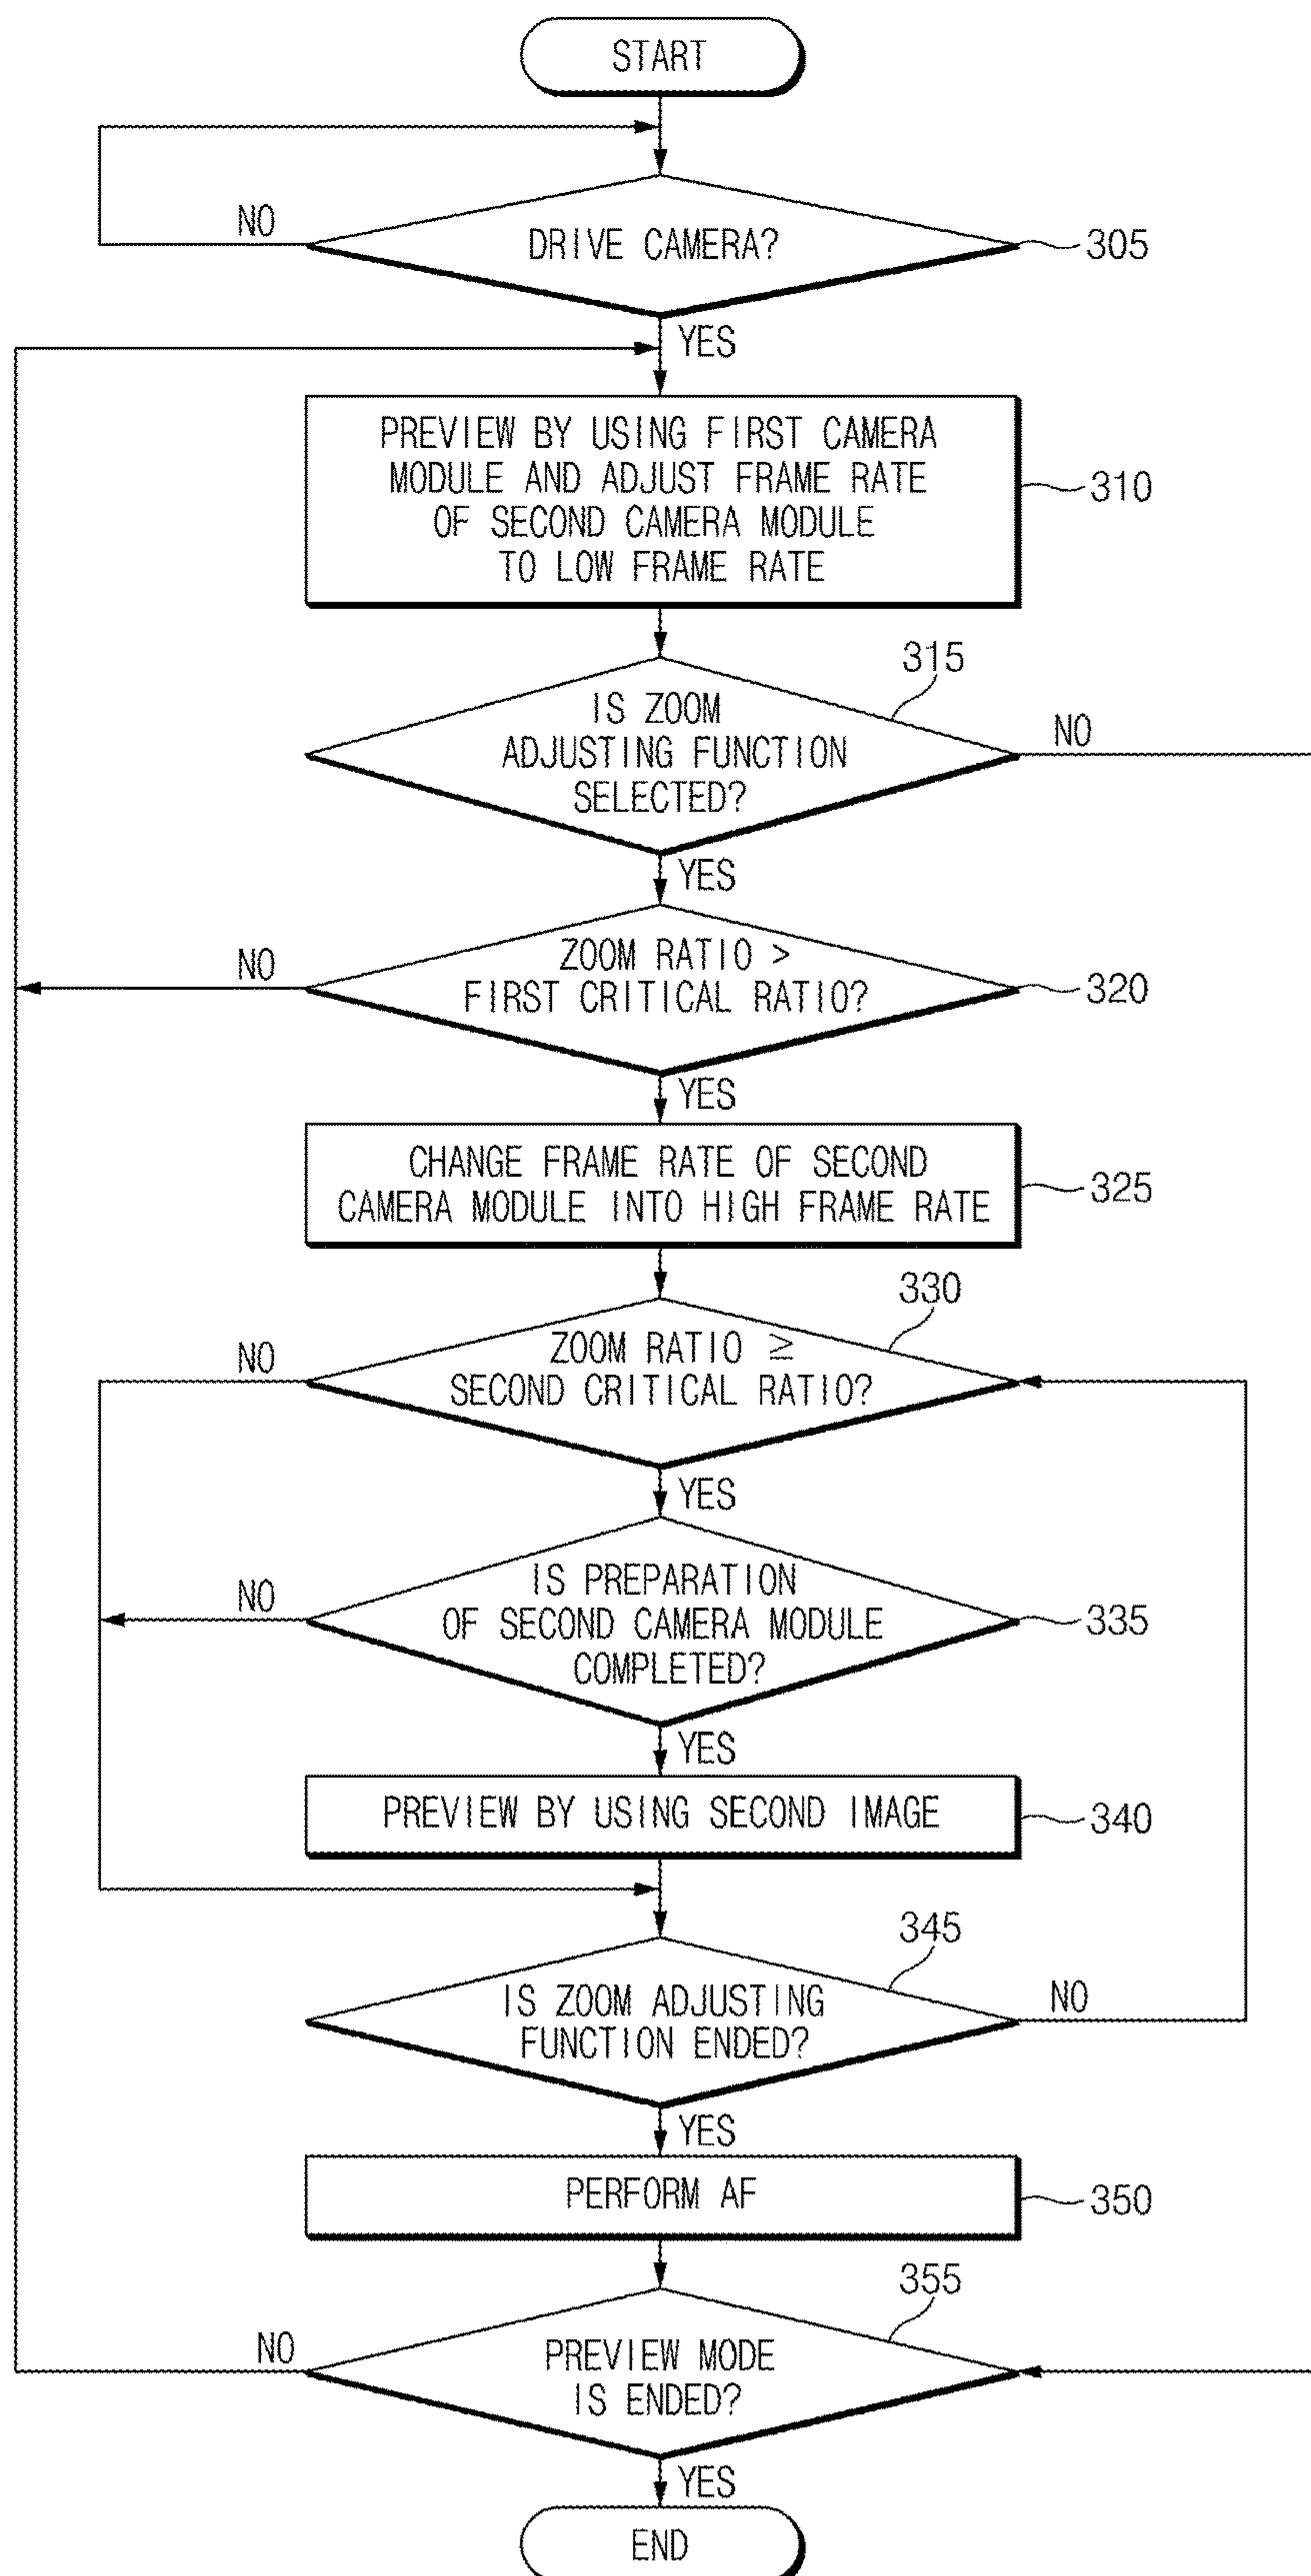 START
NO
DRIVE CAMERA?
305
YES
PREVIEW BY USING FIRST CAMERA
MODULE AND ADJUST FRAME RATE
OF SECOND CAMERA MODULE
TO LOW FRAME RATE
310
315
IS ZOOM
ADJUSTING FUNCTION
SELECTED?
NO
YES
NO
ZOOM RATIO >
FIRST CRITICAL RATIO?
320
YES
CHANGE FRAME RATE OF SECOND
CAMERA MODULE INTO HIGH FRAME RATE
325
330
NO
ZOOM RATIO ≥
SECOND CRITICAL RATIO?
YES
NO
IS PREPARATION
OF SECOND CAMERA MODULE
COMPLETED?
335
YES
PREVIEW BY USING SECOND IMAGE
340
345
IS ZOOM ADJUSTING
FUNCTION ENDED?
NO
YES
PERFORM AF
350
355
NO
PREVIEW MODE
IS ENDED?
YES
END